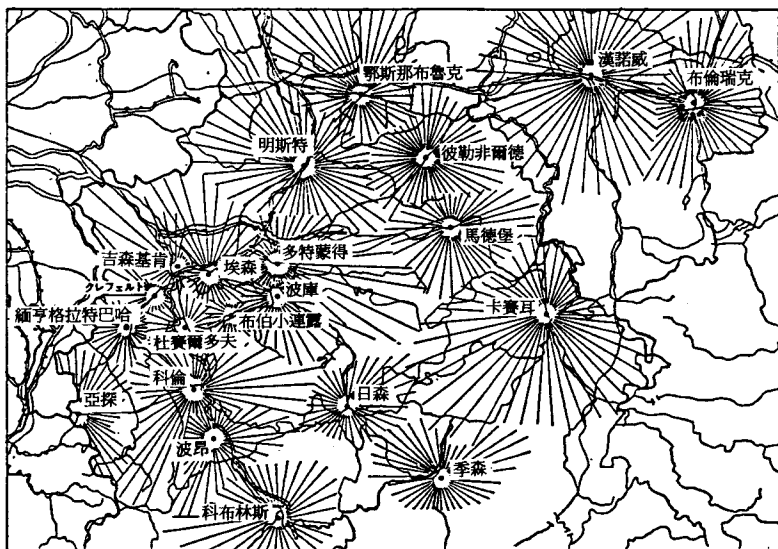 漢諾威
鄂斯那布魯克
布倫瑞克
明斯特
彼勒非爾德
馬德堡
多特蒙得
吉森基肯
埃森
クレフェルト
波庫
緬亨格拉特巴哈
布伯小連露
卡賽耳
杜賽爾多夫
科倫
日森
亞探
波昂
季森
科布林斯